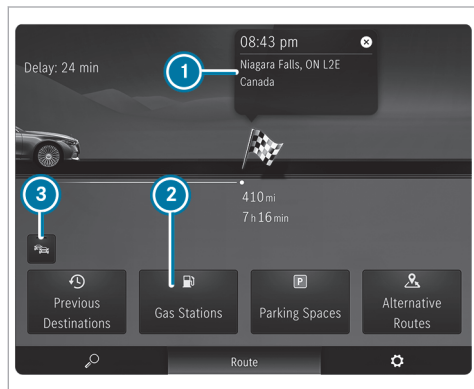 08:43 pm
Delay: 24 min
1
Niagara Falls, ON L2E
Canada
3
2
410 mi
7 h 16 min
P
Previous
Destinations
Gas Stations
Parking Spaces
Alternative
Routes
Route